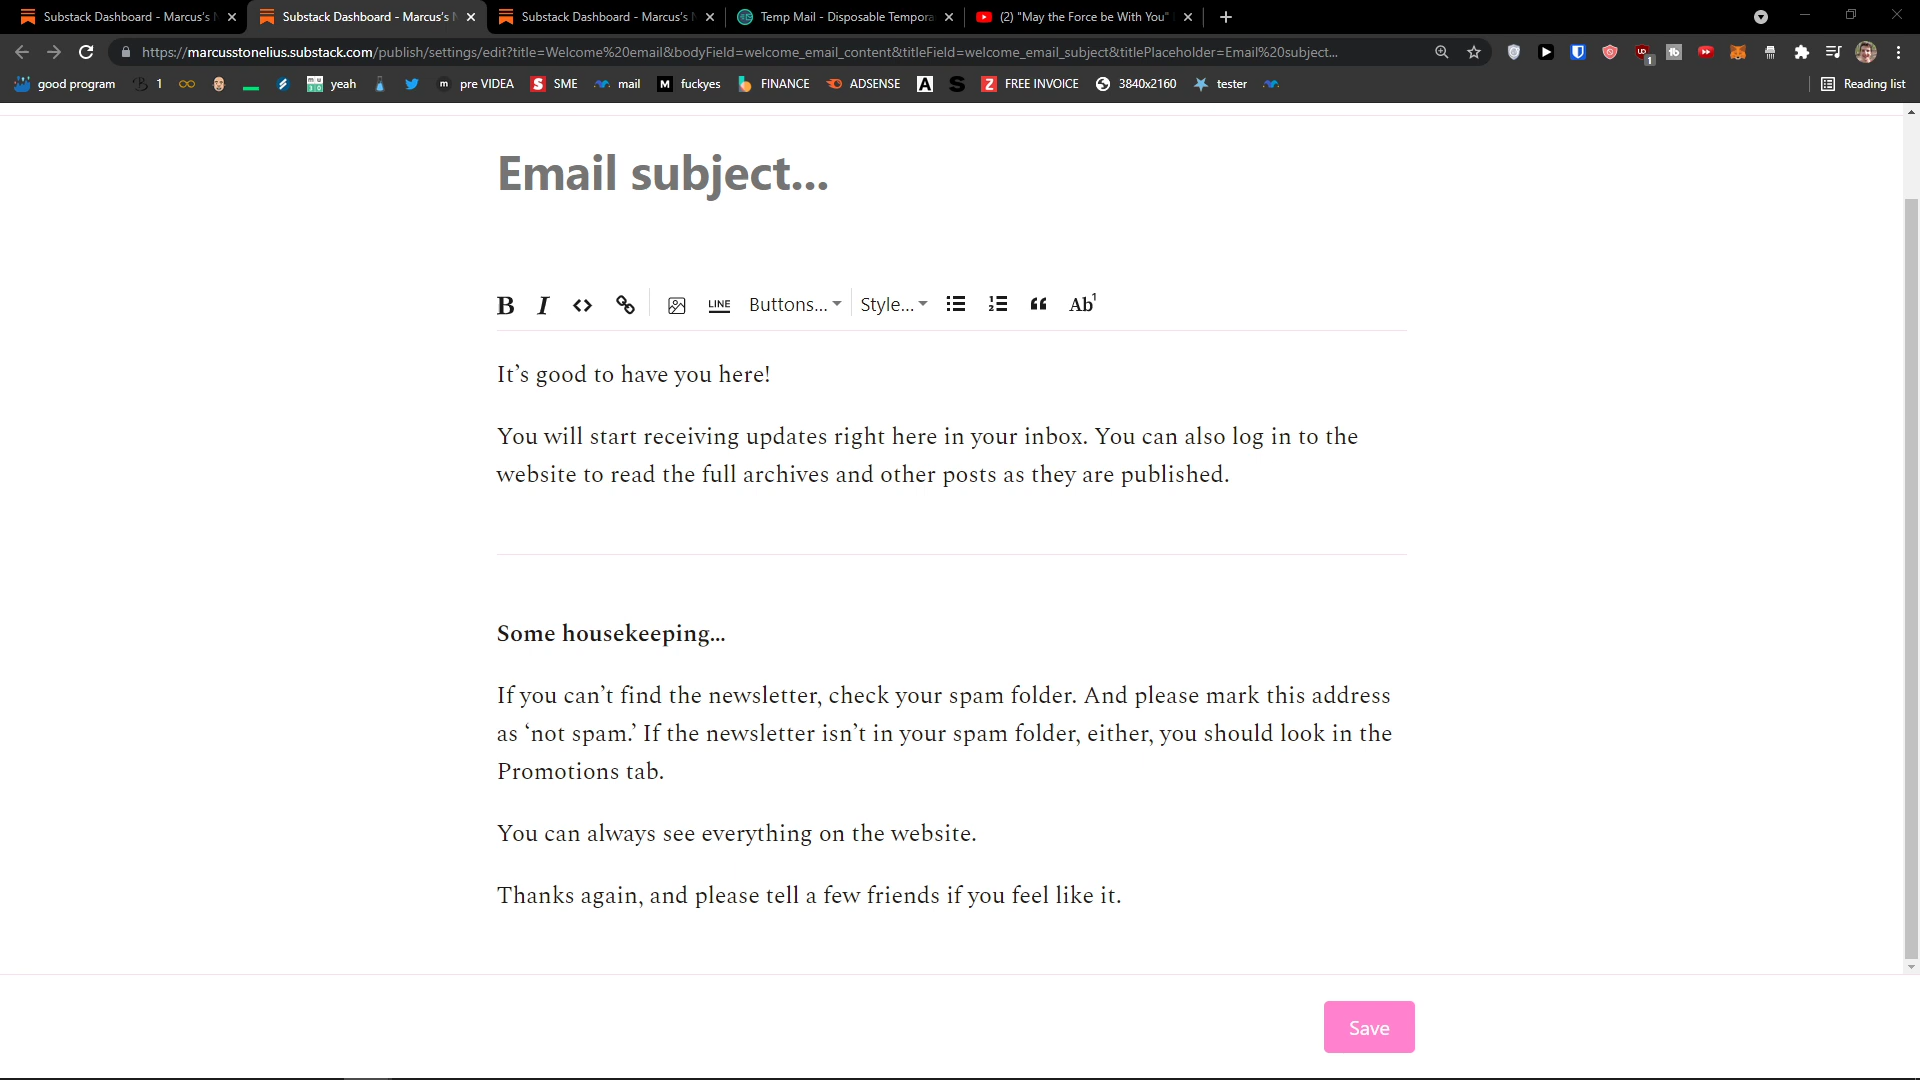 Substack Dashboard - Marcus's
Substack Dashboard - Marcus's
Substack Dashboard - Marcus's
Temp Mail - Disposable Tempora
(2) "May the Force be With You"
https://marcusstonelius.substack.com/publish/settings/edit?title=Welcome%20email&bodyField=welcome_email_content&titleField=welcome_email_subject&titlePlaceholder=Email%20subject...
good program
1
yeah
pre VIDEA
SME
mail
fuckyes
FINANCE
ADSENSE
FREE INVOICE
3840x2160
tester
Reading list
Email subject...
B I <> LINE Buttons... Style... Ab1
It’s good to have you here!
You will start receiving updates right here in your inbox. You can also log in to the
website to read the full archives and other posts as they are published.
Some housekeeping...
If you can’t find the newsletter, check your spam folder. And please mark this address
as ‘not spam.’ If the newsletter isn’t in your spam folder, either, you should look in the
Promotions tab.
You can always see everything on the website.
Thanks again, and please tell a few friends if you feel like it.
Save